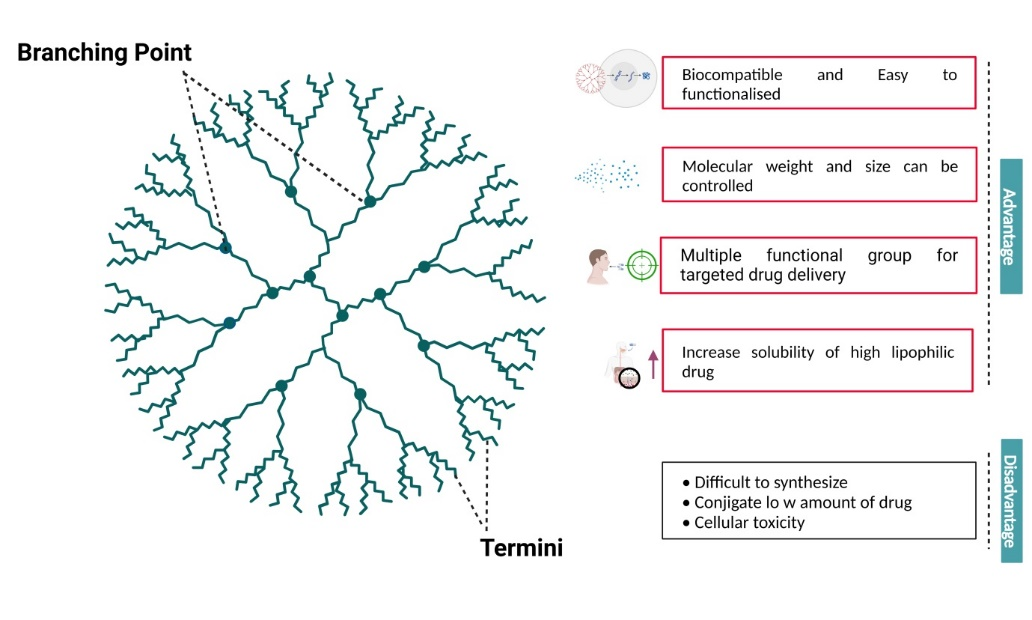 Branching Point
Biocompatible and Easy to
functionalised
Molecular weight and size can be
controlled
Multiple functional group for
targeted drug delivery
Increase solubility of high lipophilic
drug
Advantage
• Difficult to synthesize
• Conjigate lo w amount of drug
• Cellular toxicity
Disadvantage
Termini